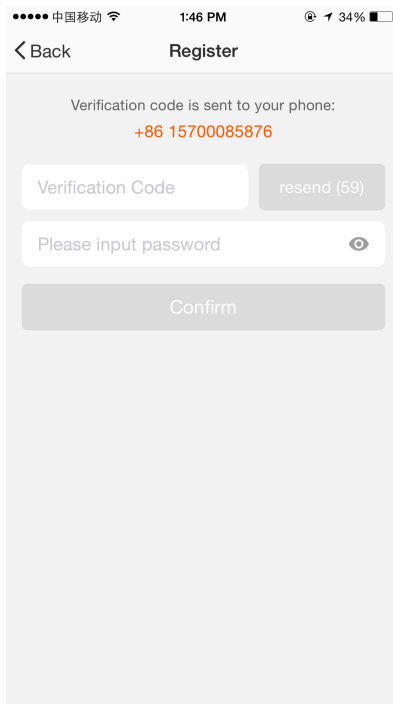 中国移动 1:46 PM 34%
Back Register
Verification code is sent to your phone:
+86 15700085876
Verification Code resend (59)
Please input password
Confirm